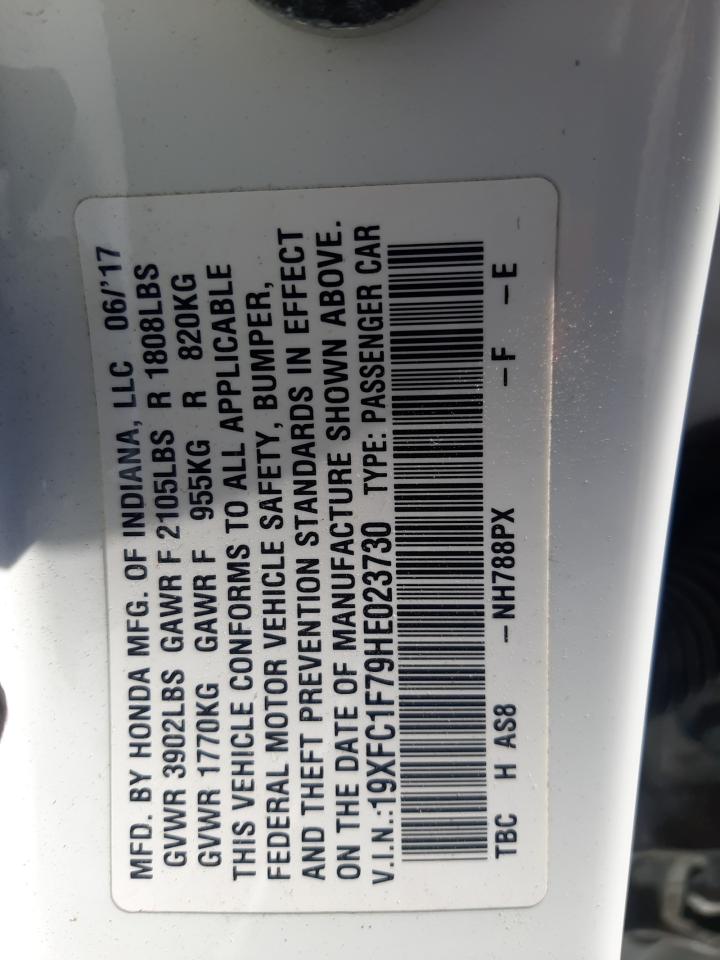 MFD. BY HONDA MFG. OF INDIANA, LLC 06/'17
GVWR 3902LBS GAWR F 2105LBS R 1808LBS
GVWR 1770KG GAWR F 955KG R 820KG
THIS VEHICLE CONFORMS TO ALL APPLICABLE
FEDERAL MOTOR VEHICLE SAFETY, BUMPER,
AND THEFT PREVENTION STANDARDS IN EFFECT
ON THE DATE OF MANUFACTURE SHOWN ABOVE.
V.I.N.:19XFC1F79HE023730 TYPE: PASSENGER CAR
TBC H AS8 –NH788PX –F –E